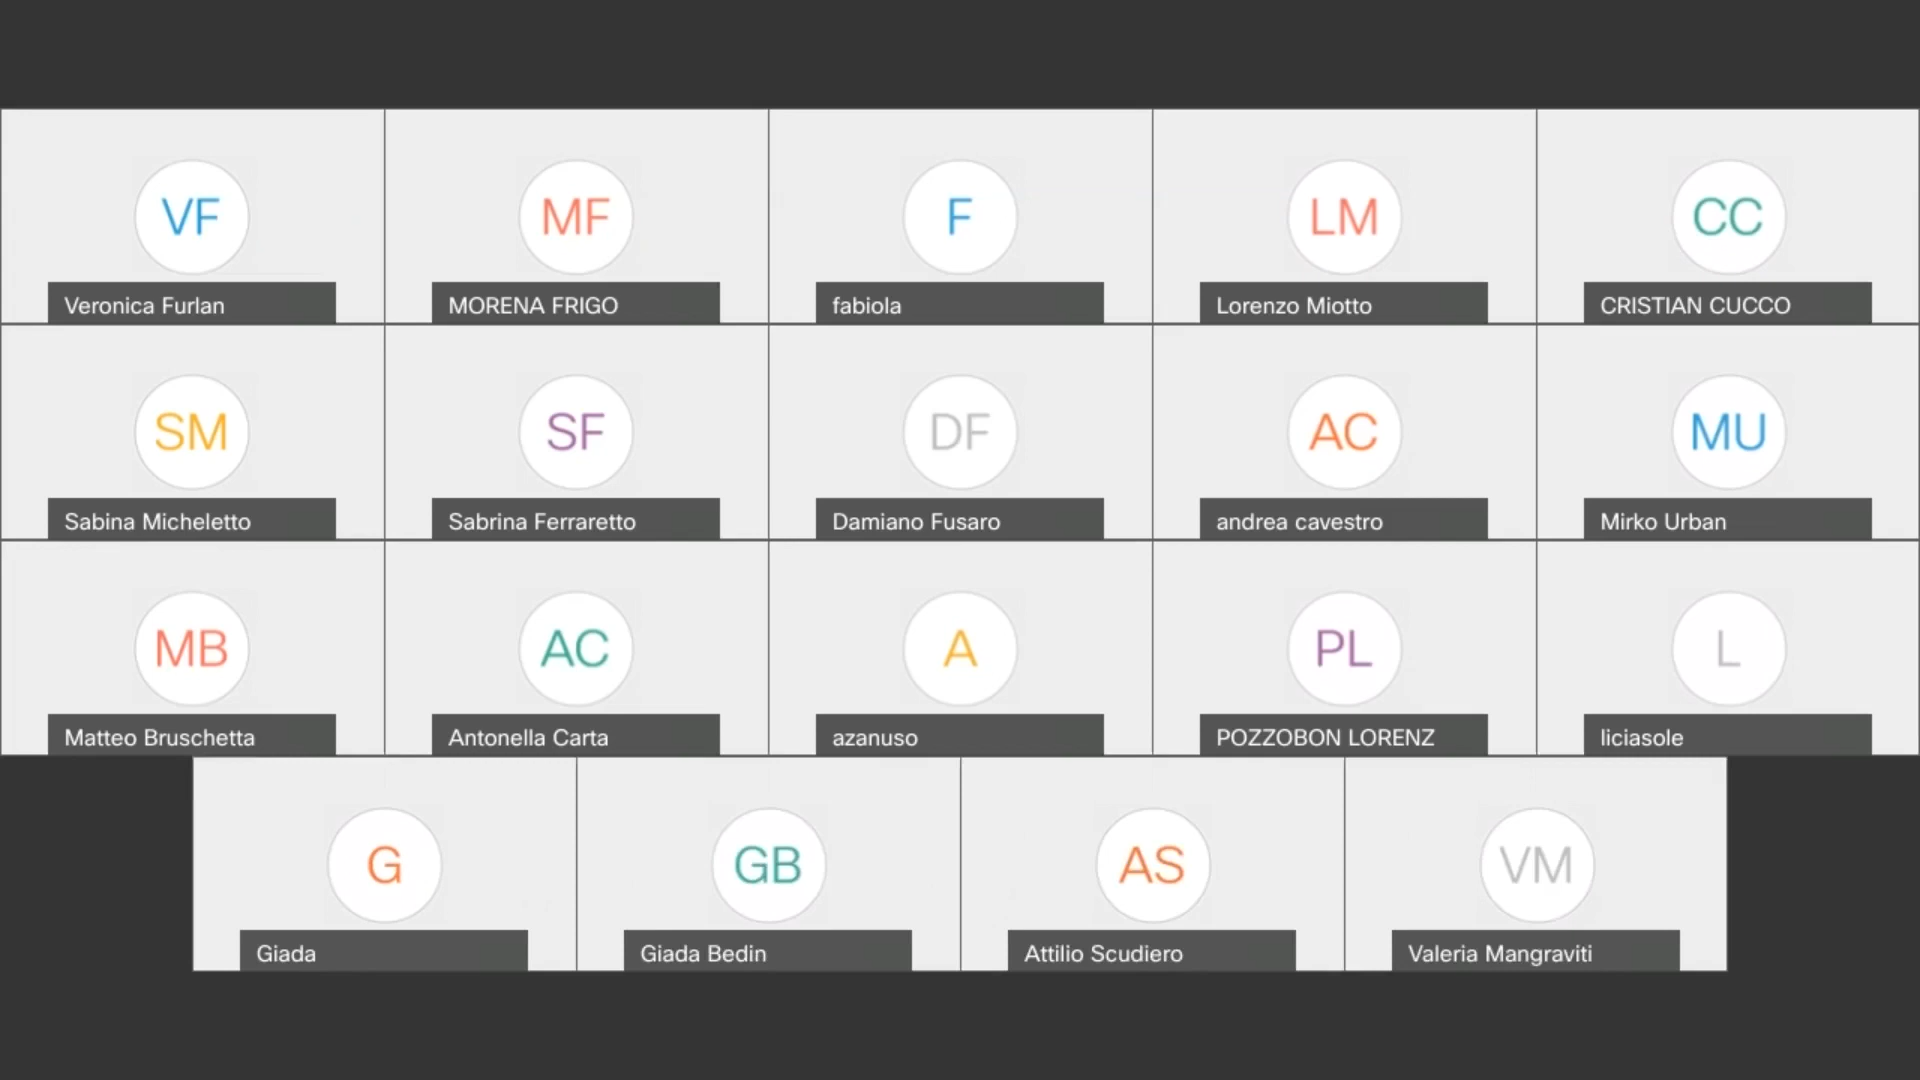 VF
Veronica Furlan
MF
MORENA FRIGO
F
fabiola
LM
Lorenzo Miotto
CC
CRISTIAN CUCCO
SM
Sabina Micheletto
SF
Sabrina Ferraretto
DF
Damiano Fusaro
AC
andrea cavestro
MU
Mirko Urban
MB
Matteo Bruschetta
AC
Antonella Carta
A
azanuso
PL
POZZOBON LORENZ
L
liciasole
G
Giada
GB
Giada Bedin
AS
Attilio Scudiero
VM
Valeria Mangraviti